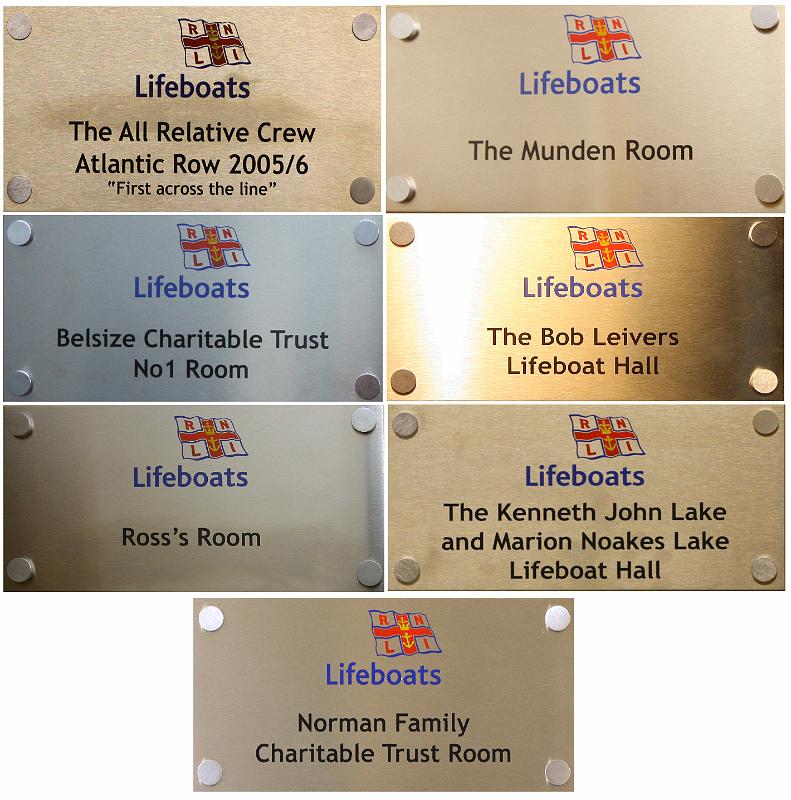 R N
L I
Lifeboats
The All Relative Crew
Atlantic Row 2005/6
"First across the line"
R N
L I
Lifeboats
The Munden Room
R N
L I
Lifeboats
Belsize Charitable Trust
No1 Room
R N
L I
Lifeboats
The Bob Leivers
Lifeboat Hall
R N
L I
Lifeboats
Ross's Room
R N
L I
Lifeboats
The Kenneth John Lake
and Marion Noakes Lake
Lifeboat Hall
R N
L I
Lifeboats
Norman Family
Charitable Trust Room